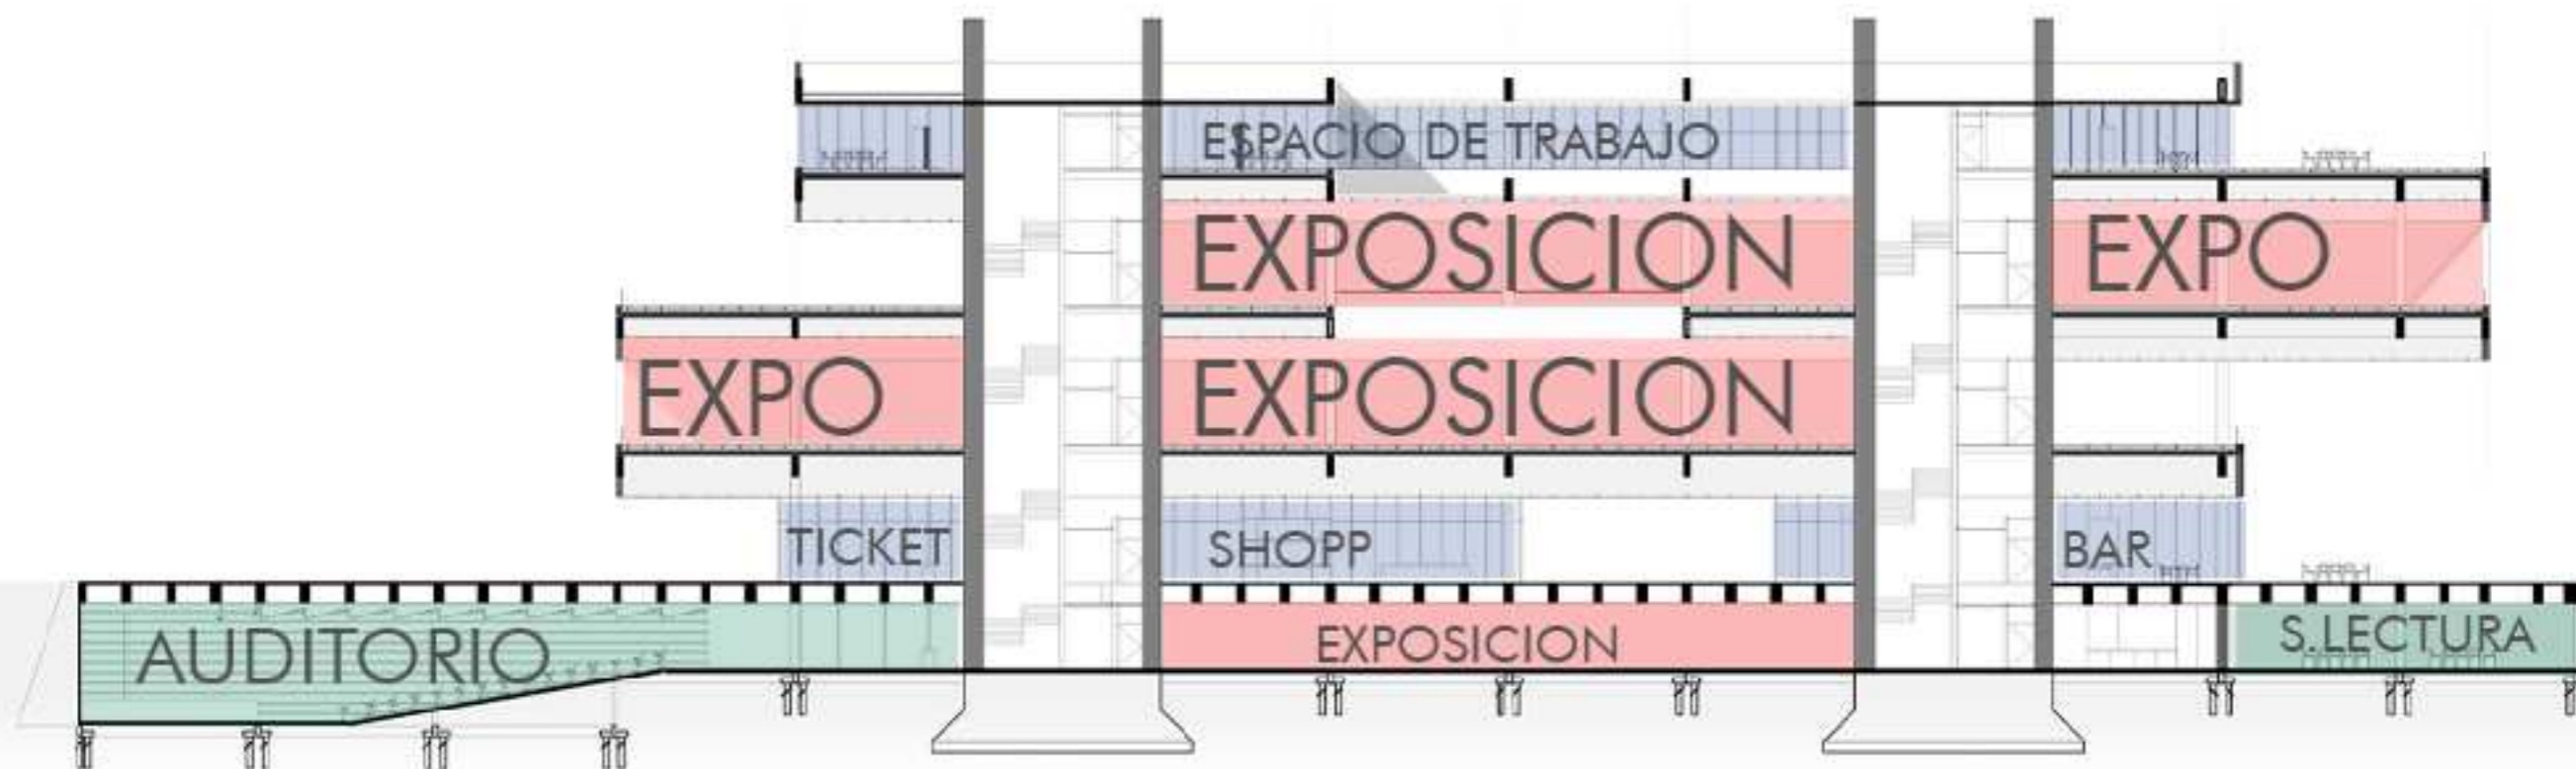 ESPACIO DE TRABAJO
EXPOSICION
EXPO
EXPO
EXPOSICION
TICKET
SHOPP
BAR
AUDITORIO
EXPOSICION
S.LECTURA